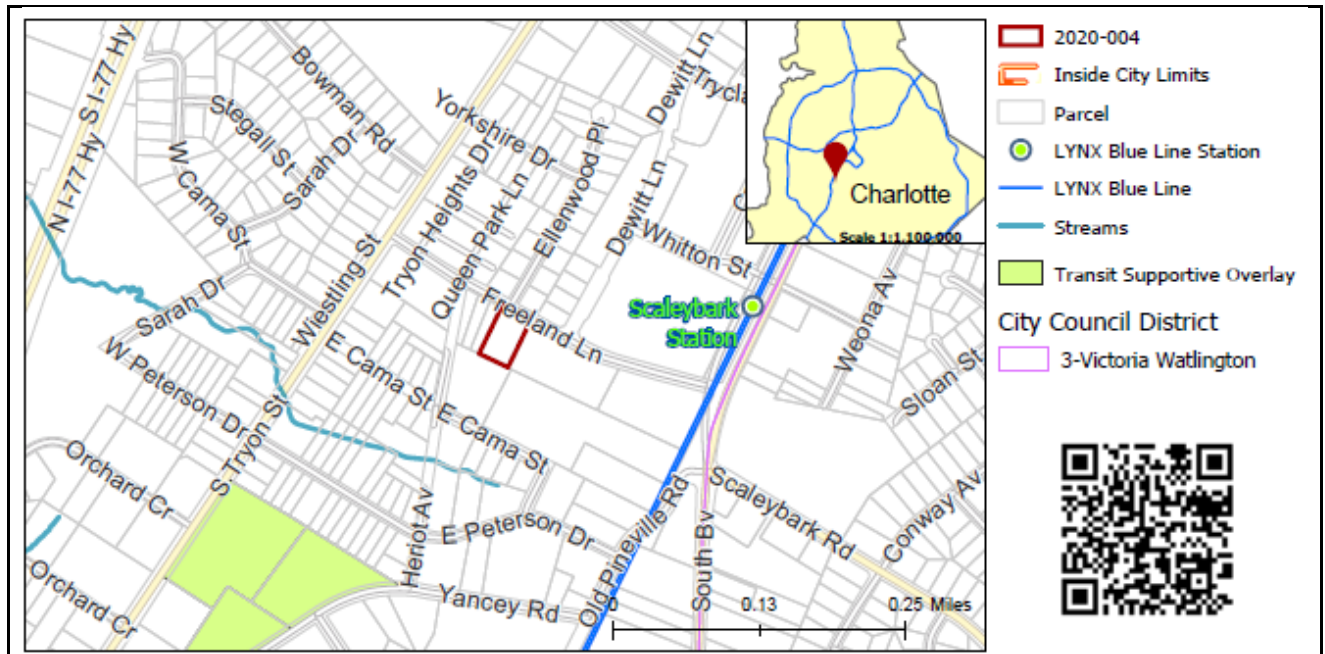 N I-77 Hy
S I-77 Hy
Bowman Rd
Stegall St
Sarah Dr
W Cama St
Yorkshire Dr
Tryon Heights Dr
Queen Park Ln
Ellenwood Pl
Dewitt Ln
Dewitt Ln
Whitton St
Sarah Dr
Wiestling St
Freeland Ln
Scaleybark
Station
Weona Av
Sloan St
W Peterson Dr
E Cama St
E Cama St
Orchard Cr
S Tryon St
Heriot Av
E Peterson Dr
Old Pineville Rd
South Bv
Scaleybark Rd
Conway Av
Orchard Cr
Yancey Rd
0 0.13 0.25 Miles
Charlotte
Scale 1:1,100,000
2020-004
Inside City Limits
Parcel
LYNX Blue Line Station
LYNX Blue Line
Streams
Transit Supportive Overlay
City Council District
3-Victoria Watlington